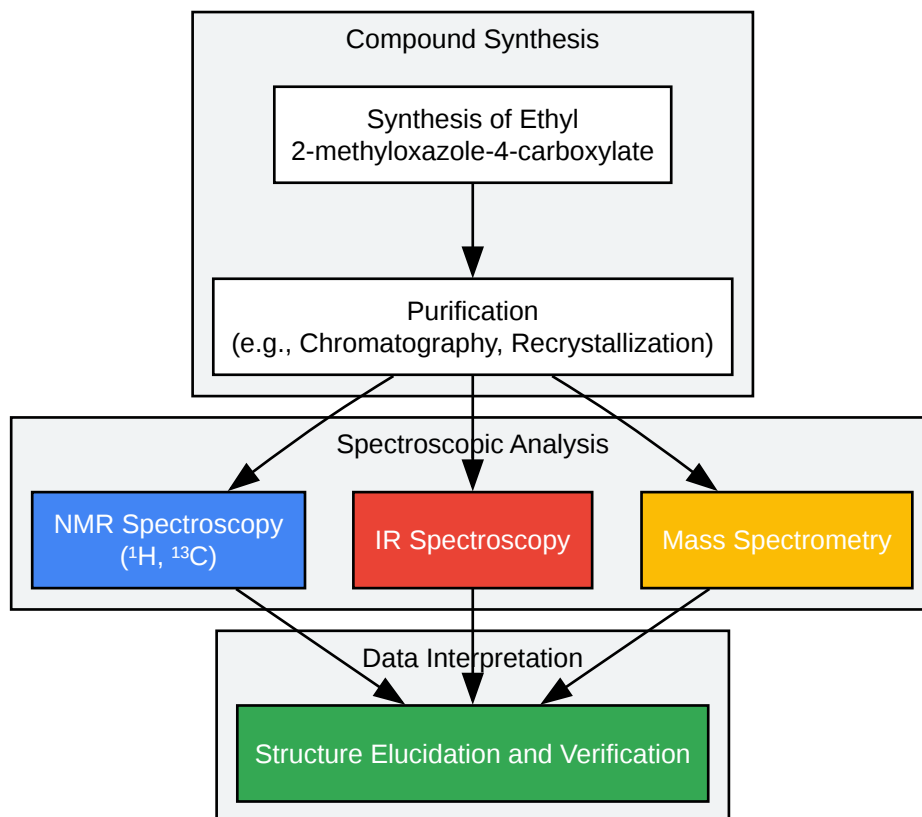 Compound Synthesis
Synthesis of Ethyl
2-methyloxazole-4-carboxylate
Purification
(e.g., Chromatography, Recrystallization)
Spectroscopic Analysis
NMR Spectroscopy
(¹H, ¹³C)
IR Spectroscopy
Mass Spectrometry
Data Interpretation
Structure Elucidation and Verification